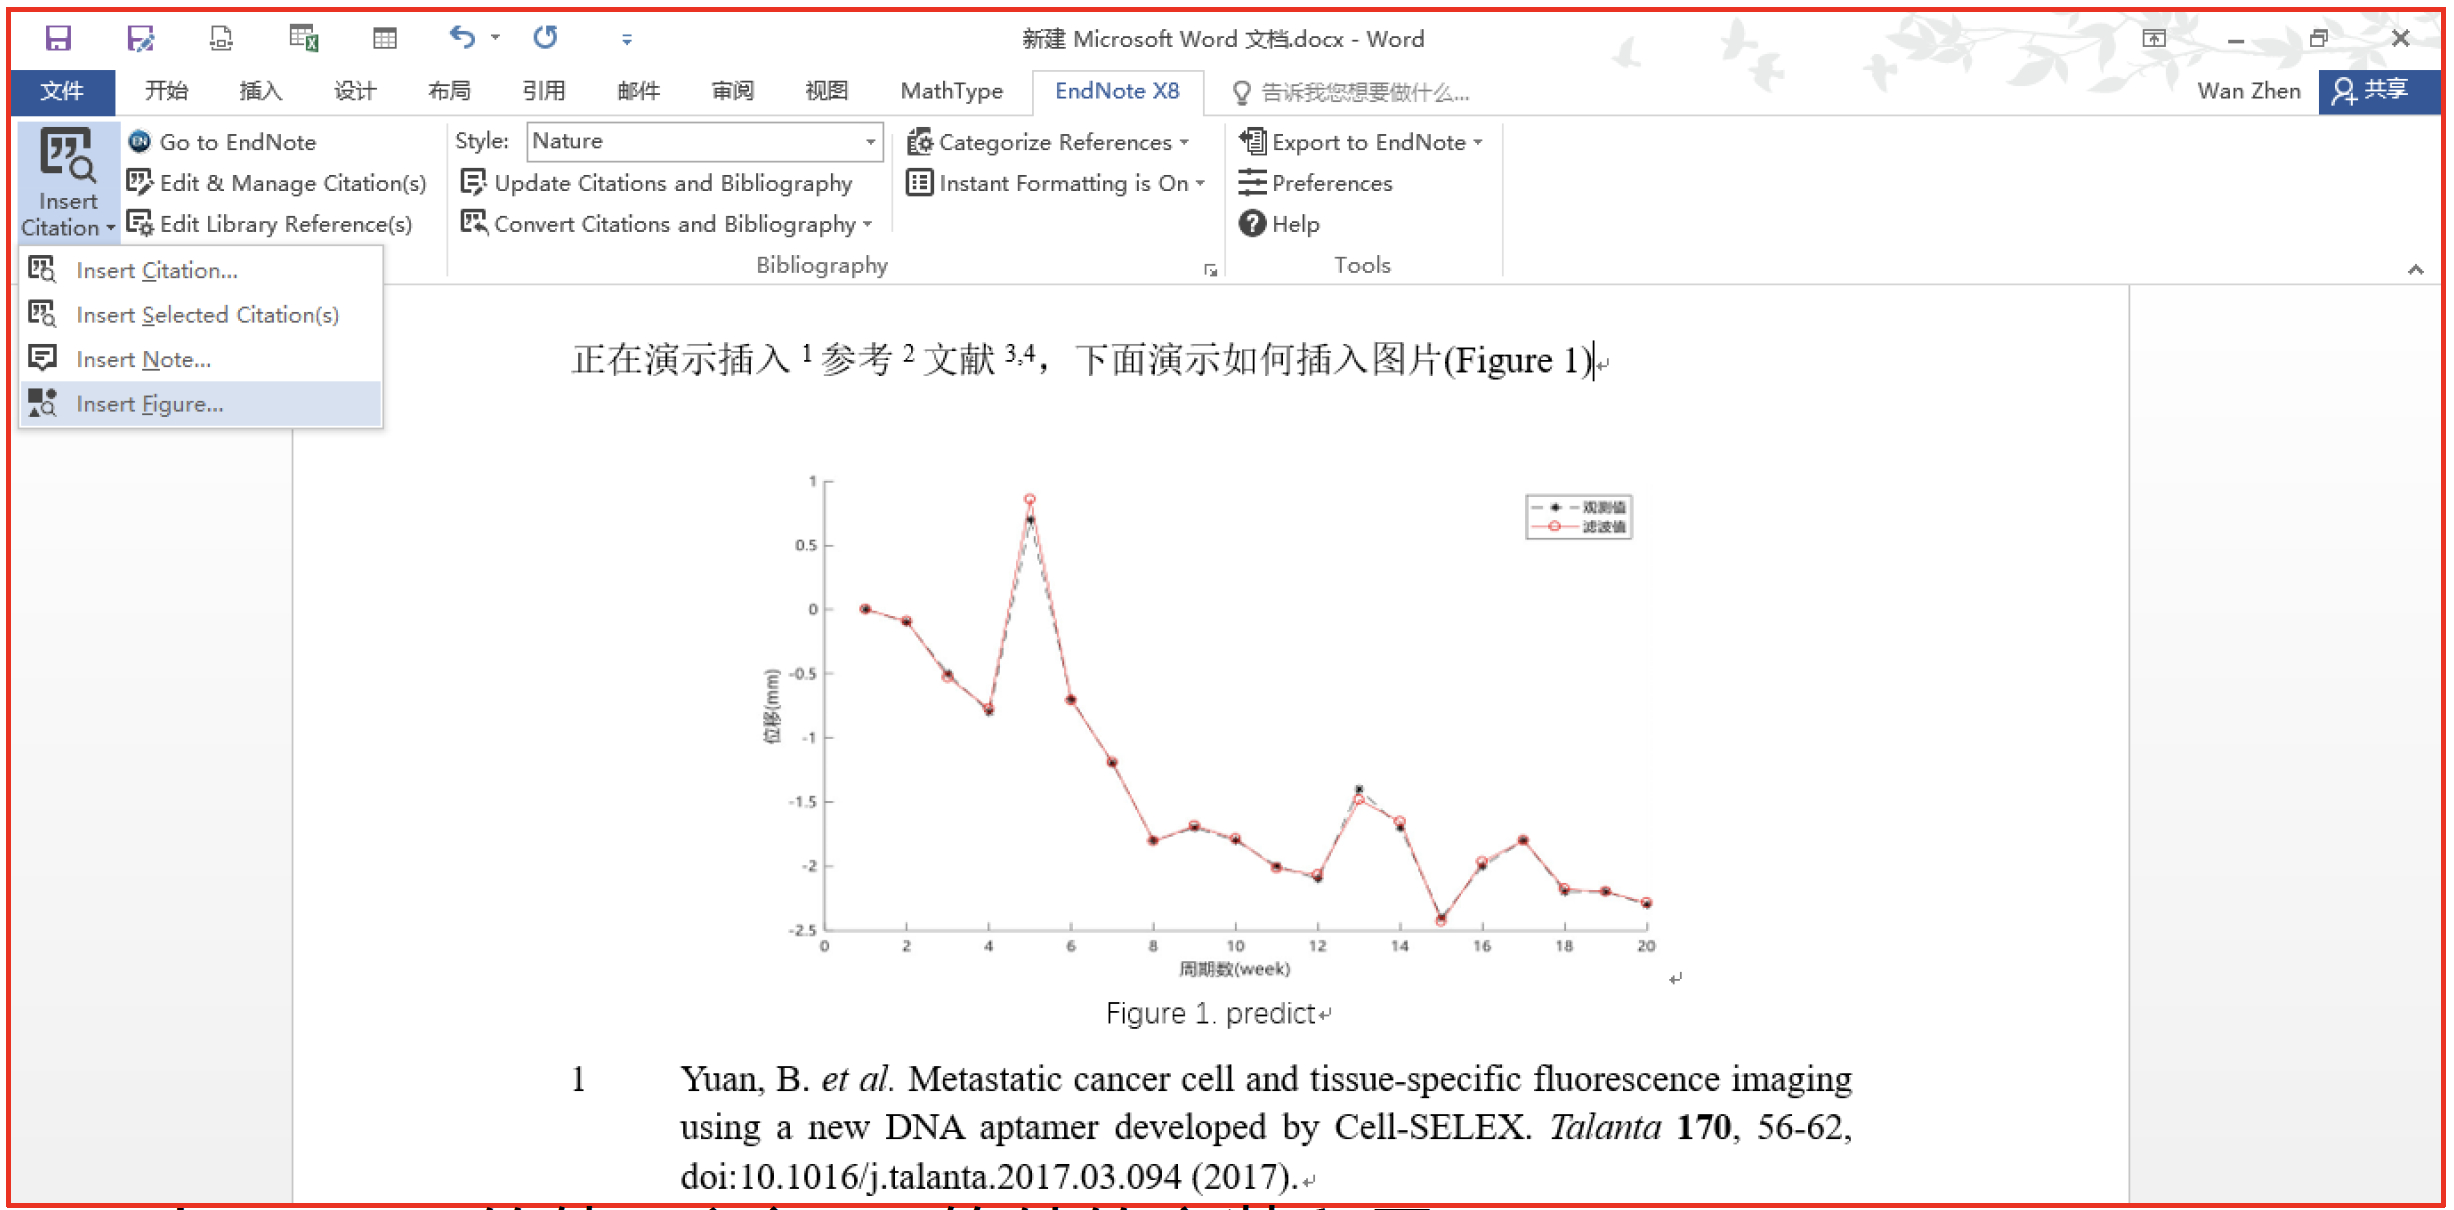 新建 Microsoft Word 文档.docx - Word
文件 开始 插入 设计 布局 引用 邮件 审阅 视图 MathType EndNote X8 告诉我您想要做什么... Wan Zhen 共享
Insert Citation
Go to EndNote
Edit & Manage Citation(s)
Edit Library Reference(s)
Style: Nature
Update Citations and Bibliography
Convert Citations and Bibliography
Categorize References
Instant Formatting is On
Bibliography
Export to EndNote
Preferences
Help
Tools
Insert Citation...
Insert Selected Citation(s)
Insert Note...
Insert Figure...
正在演示插入 1 参考 2 文献 3,4，下面演示如何插入图片(Figure 1)
1
0.5
0
-0.5
-1
-1.5
-2
-2.5
位移(mm)
观测值
滤波值
0 2 4 6 8 10 12 14 16 18 20
周期数(week)
Figure 1. predict
1 Yuan, B. et al. Metastatic cancer cell and tissue-specific fluorescence imaging
using a new DNA aptamer developed by Cell-SELEX. Talanta 170, 56-62,
doi:10.1016/j.talanta.2017.03.094 (2017).